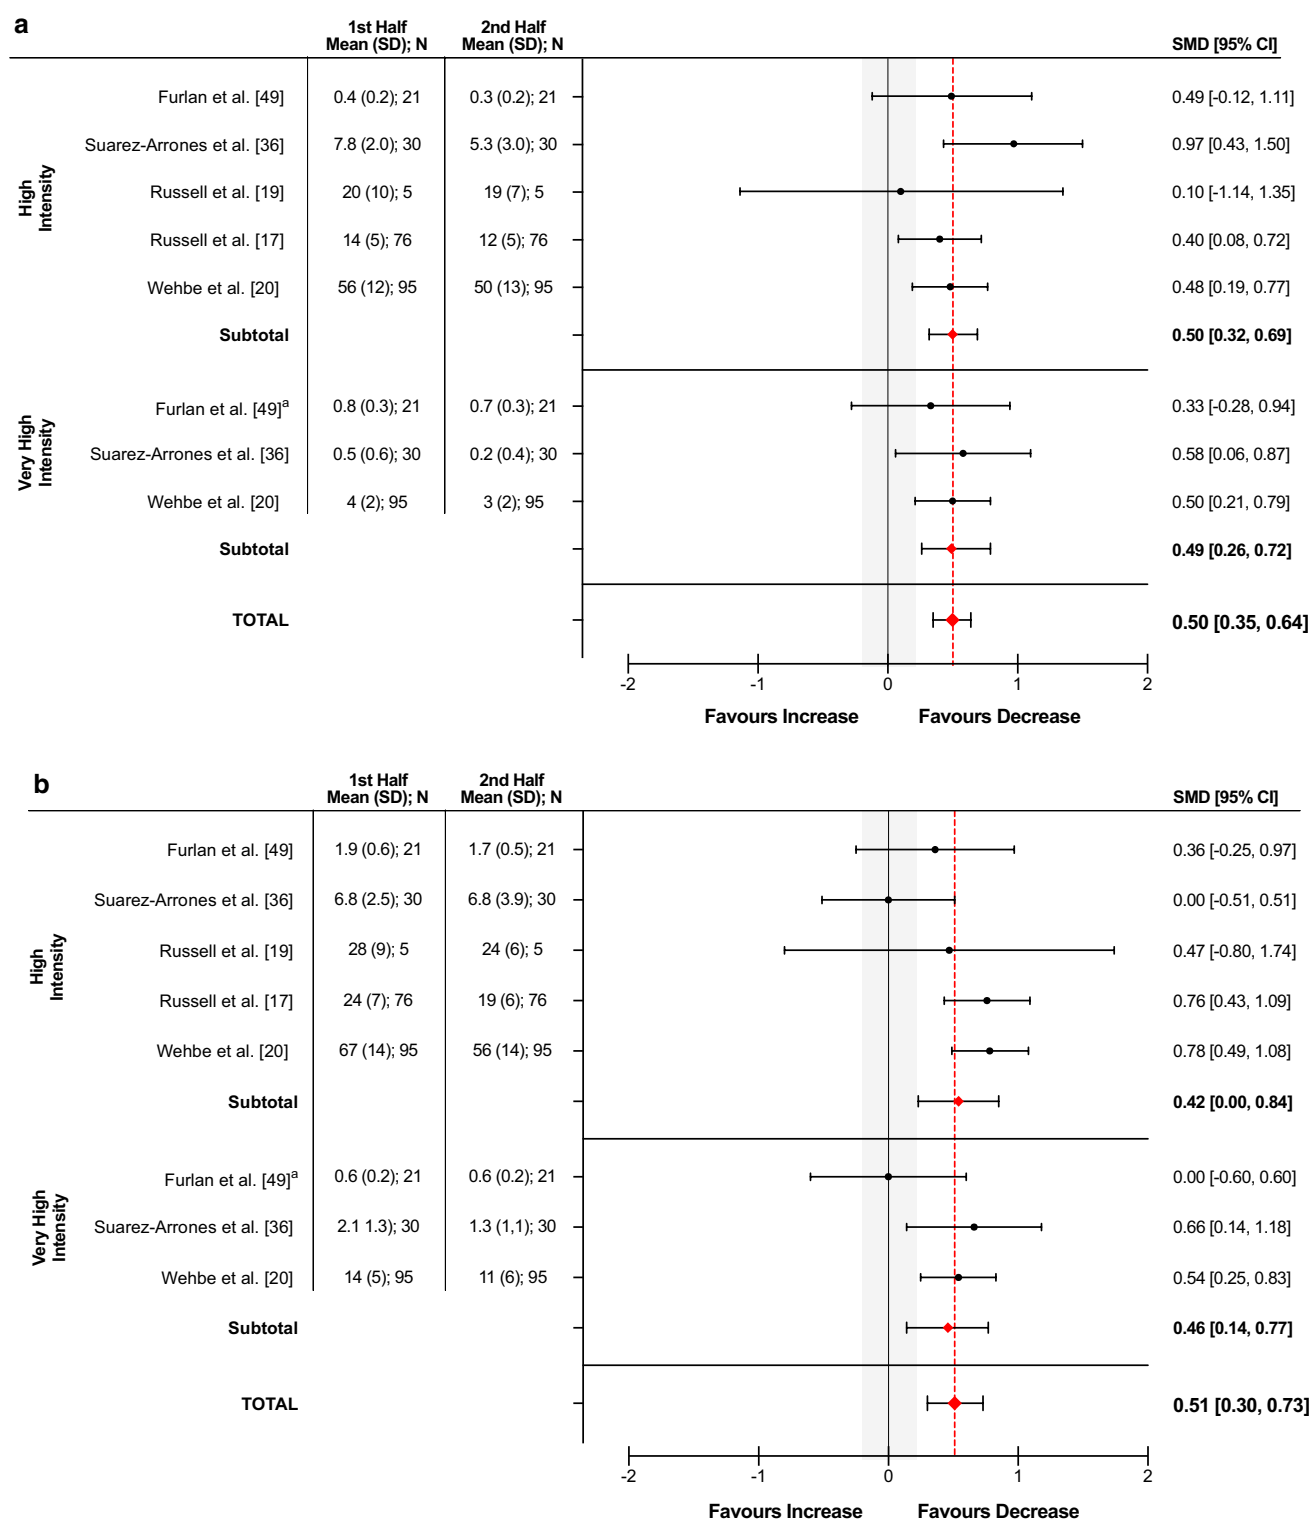 a
1st Half 2nd Half
Mean (SD); N Mean (SD); N SMD [95% CI]
High
Intensity
Furlan et al. [49] 0.4 (0.2); 21 0.3 (0.2); 21 0.49 [-0.12, 1.11]
Suarez-Arrones et al. [36] 7.8 (2.0); 30 5.3 (3.0); 30 0.97 [0.43, 1.50]
Russell et al. [19] 20 (10); 5 19 (7); 5 0.10 [-1.14, 1.35]
Russell et al. [17] 14 (5); 76 12 (5); 76 0.40 [0.08, 0.72]
Wehbe et al. [20] 56 (12); 95 50 (13); 95 0.48 [0.19, 0.77]
Subtotal 0.50 [0.32, 0.69]
Very High
Intensity
Furlan et al. [49]a 0.8 (0.3); 21 0.7 (0.3); 21 0.33 [-0.28, 0.94]
Suarez-Arrones et al. [36] 0.5 (0.6); 30 0.2 (0.4); 30 0.58 [0.06, 0.87]
Wehbe et al. [20] 4 (2); 95 3 (2); 95 0.50 [0.21, 0.79]
Subtotal 0.49 [0.26, 0.72]
TOTAL 0.50 [0.35, 0.64]
-2 -1 0 1 2
Favours Increase Favours Decrease
b
1st Half 2nd Half
Mean (SD); N Mean (SD); N SMD [95% CI]
High
Intensity
Furlan et al. [49] 1.9 (0.6); 21 1.7 (0.5); 21 0.36 [-0.25, 0.97]
Suarez-Arrones et al. [36] 6.8 (2.5); 30 6.8 (3.9); 30 0.00 [-0.51, 0.51]
Russell et al. [19] 28 (9); 5 24 (6); 5 0.47 [-0.80, 1.74]
Russell et al. [17] 24 (7); 76 19 (6); 76 0.76 [0.43, 1.09]
Wehbe et al. [20] 67 (14); 95 56 (14); 95 0.78 [0.49, 1.08]
Subtotal 0.42 [0.00, 0.84]
Very High
Intensity
Furlan et al. [49]a 0.6 (0.2); 21 0.6 (0.2); 21 0.00 [-0.60, 0.60]
Suarez-Arrones et al. [36] 2.1 1.3); 30 1.3 (1,1); 30 0.66 [0.14, 1.18]
Wehbe et al. [20] 14 (5); 95 11 (6); 95 0.54 [0.25, 0.83]
Subtotal 0.46 [0.14, 0.77]
TOTAL 0.51 [0.30, 0.73]
-2 -1 0 1 2
Favours Increase Favours Decrease